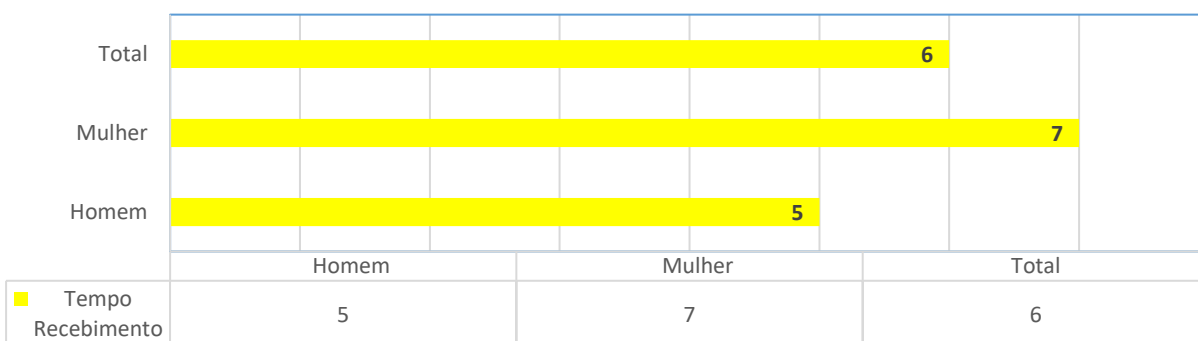 Total
6
Mulher
7
Homem
5
Homem Mulher Total
Tempo
Recebimento
5 7 6